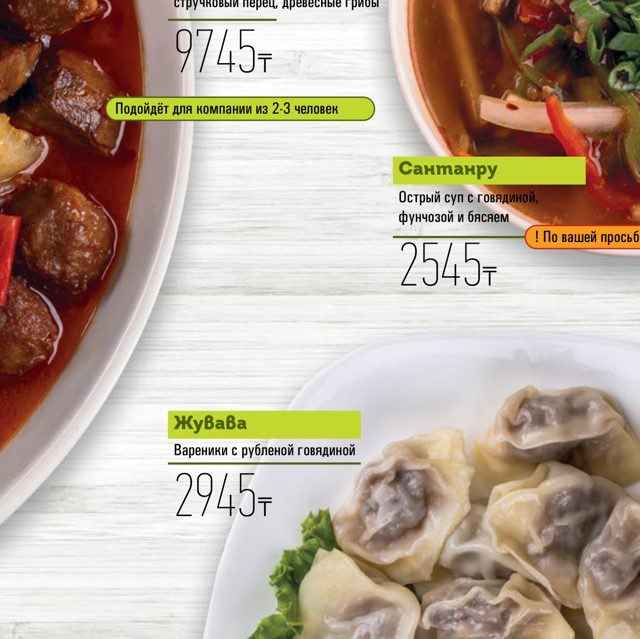 стручковый перец, древесные грибы
9745₸
Подойдёт для компании из 2-3 человек
Сантанру
Острый суп с говядиной,
фунчозой и бясяем
! По вашей просьб
2545₸
Жувава
Вареники с рубленой говядиной
2945₸